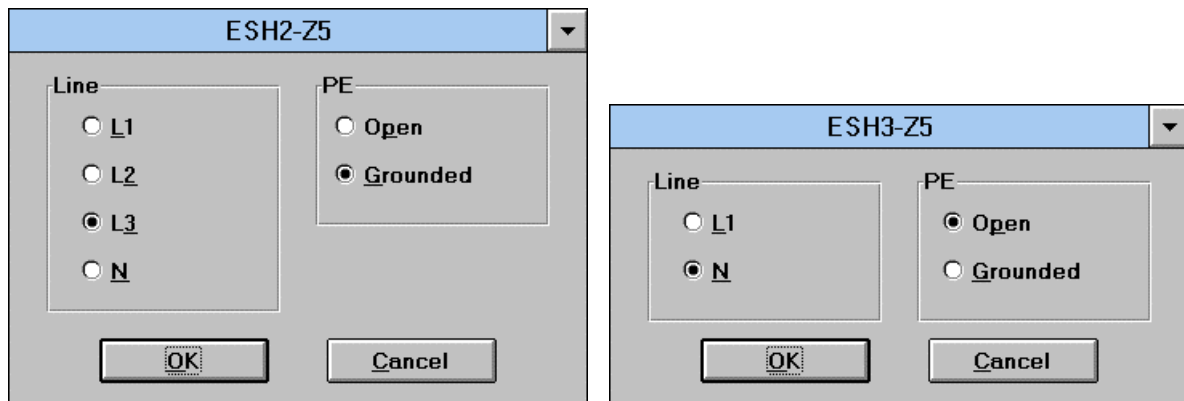 ESH2-Z5
Line
L1
L2
L3
N
PE
Open
Grounded
OK
Cancel
ESH3-Z5
Line
L1
N
PE
Open
Grounded
OK
Cancel